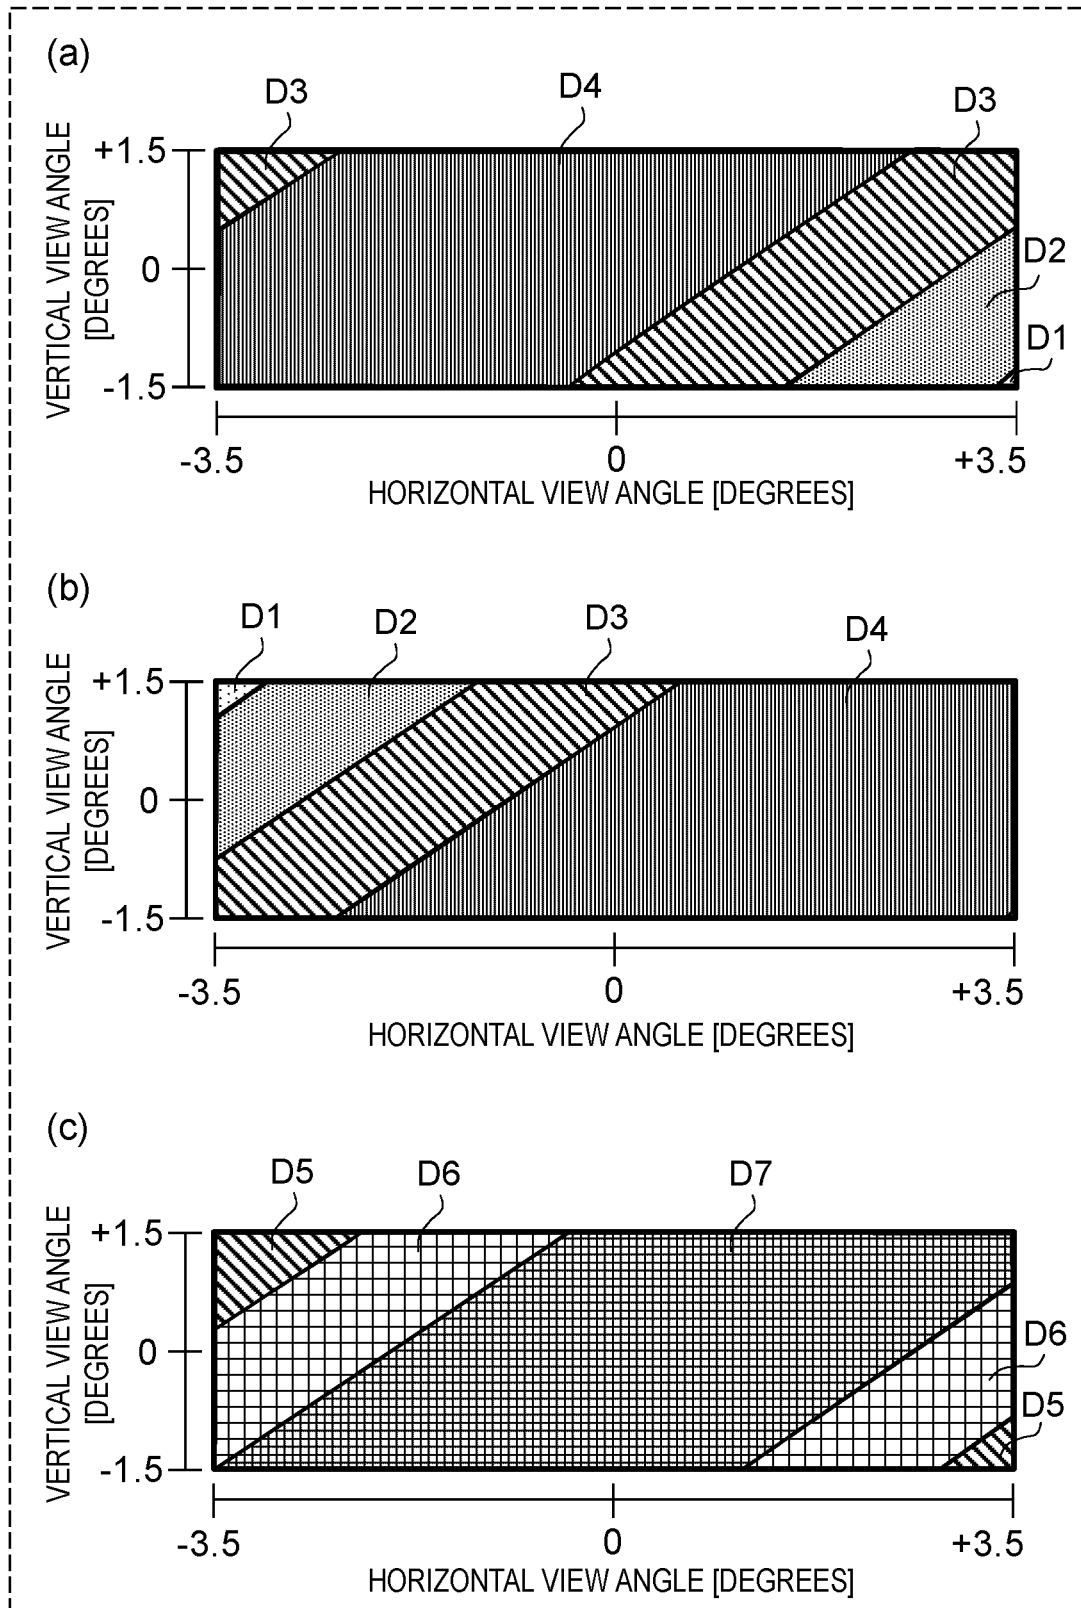 (a)
D3
D4
D3
D2
D1
VERTICAL VIEW ANGLE
[DEGREES]
+1.5
0
-1.5
-3.5
0
+3.5
HORIZONTAL VIEW ANGLE [DEGREES]
(b)
D1
D2
D3
D4
VERTICAL VIEW ANGLE
[DEGREES]
+1.5
0
-1.5
-3.5
0
+3.5
HORIZONTAL VIEW ANGLE [DEGREES]
(c)
D5
D6
D7
D6
D5
VERTICAL VIEW ANGLE
[DEGREES]
+1.5
0
-1.5
-3.5
0
+3.5
HORIZONTAL VIEW ANGLE [DEGREES]